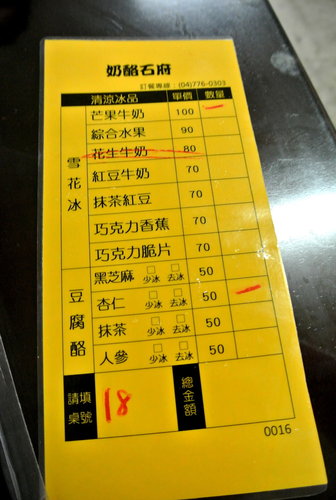 奶酪石府
訂餐專線：(04)776-0303
清涼冰品 單價 數量
雪花冰
芒果牛奶 100 一
綜合水果 90
花生牛奶 80
紅豆牛奶 70
抹茶紅豆 70
巧克力香蕉 70
巧克力脆片 70
豆腐酪
黑芝麻 □少冰 □去冰 50
杏仁 □少冰 □去冰 50 一
抹茶 □少冰 □去冰 50
人參 □少冰 □去冰 50
請填桌號 18 總金額
0016